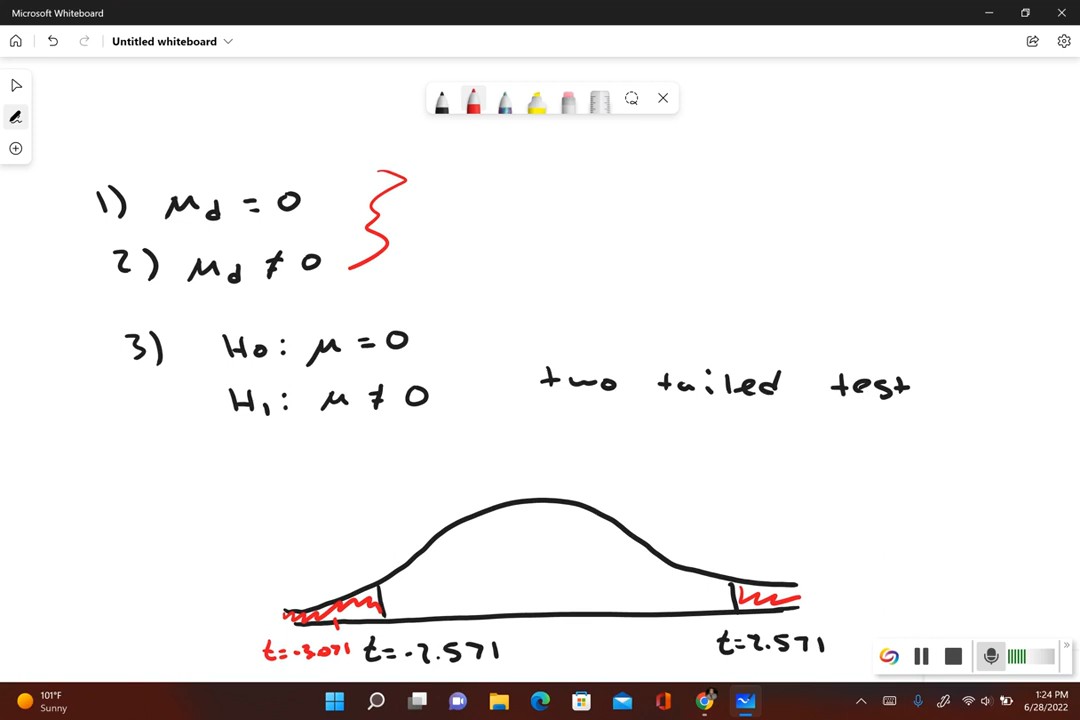 Microsoft Whiteboard
Untitled whiteboard
1) μd = 0
2) μd ≠ 0
3) H0: μ = 0
H1: μ ≠ 0
two tailed test
t=-3.071 t=-2.571 t=2.571
101°F
Sunny
1:24 PM
6/28/2022